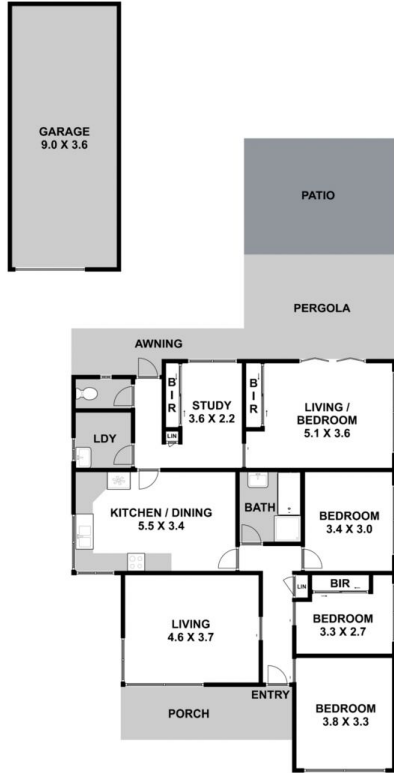 GARAGE
9.0 X 3.6
PATIO
PERGOLA
AWNING
BIR
STUDY
3.6 X 2.2
LIN
BIR
LIVING /
BEDROOM
5.1 X 3.6
LDY
KITCHEN / DINING
5.5 X 3.4
BATH
BEDROOM
3.4 X 3.0
LIN
BIR
BEDROOM
3.3 X 2.7
LIVING
4.6 X 3.7
ENTRY
PORCH
BEDROOM
3.8 X 3.3